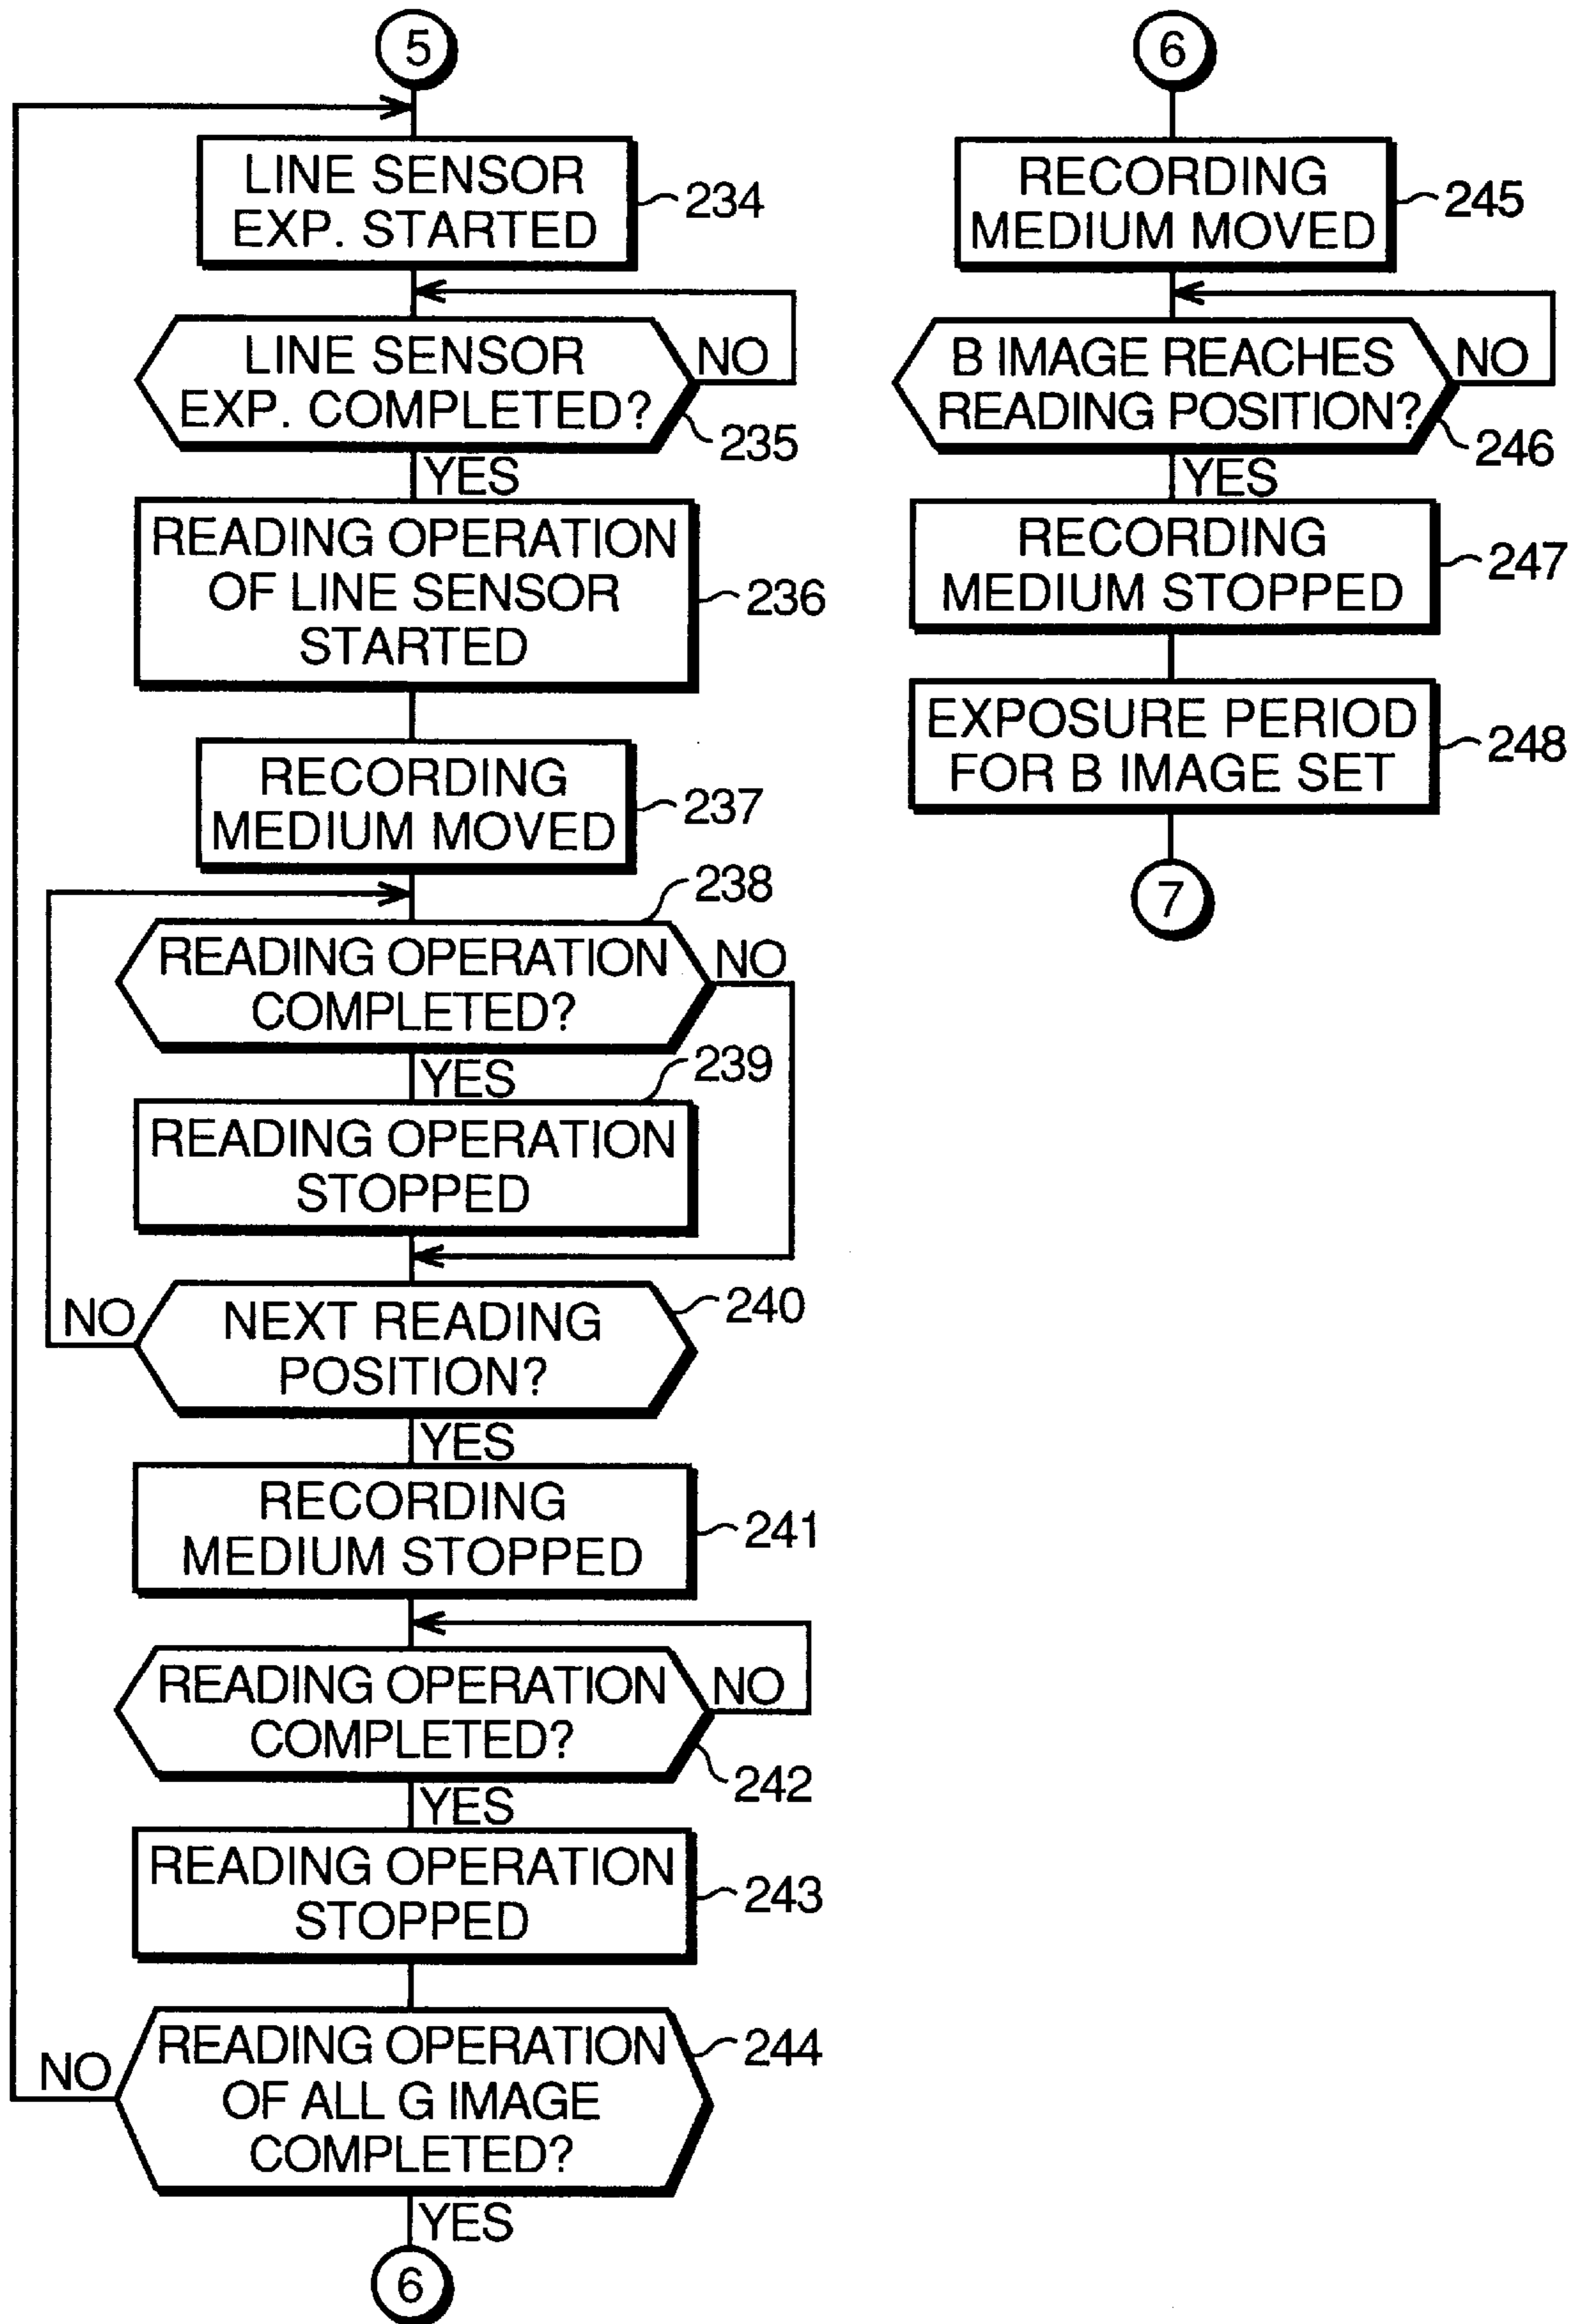 5
LINE SENSOR
EXP. STARTED
234
LINE SENSOR
EXP. COMPLETED?
NO
235
YES
READING OPERATION
OF LINE SENSOR
STARTED
236
RECORDING
MEDIUM MOVED
237
238
READING OPERATION
COMPLETED?
NO
YES
239
READING OPERATION
STOPPED
NEXT READING
POSITION?
240
NO
YES
RECORDING
MEDIUM STOPPED
241
READING OPERATION
COMPLETED?
NO
242
YES
READING OPERATION
STOPPED
243
READING OPERATION
OF ALL G IMAGE
COMPLETED?
244
NO
YES
6
6
RECORDING
MEDIUM MOVED
245
B IMAGE REACHES
READING POSITION?
NO
246
YES
RECORDING
MEDIUM STOPPED
247
EXPOSURE PERIOD
FOR B IMAGE SET
248
7